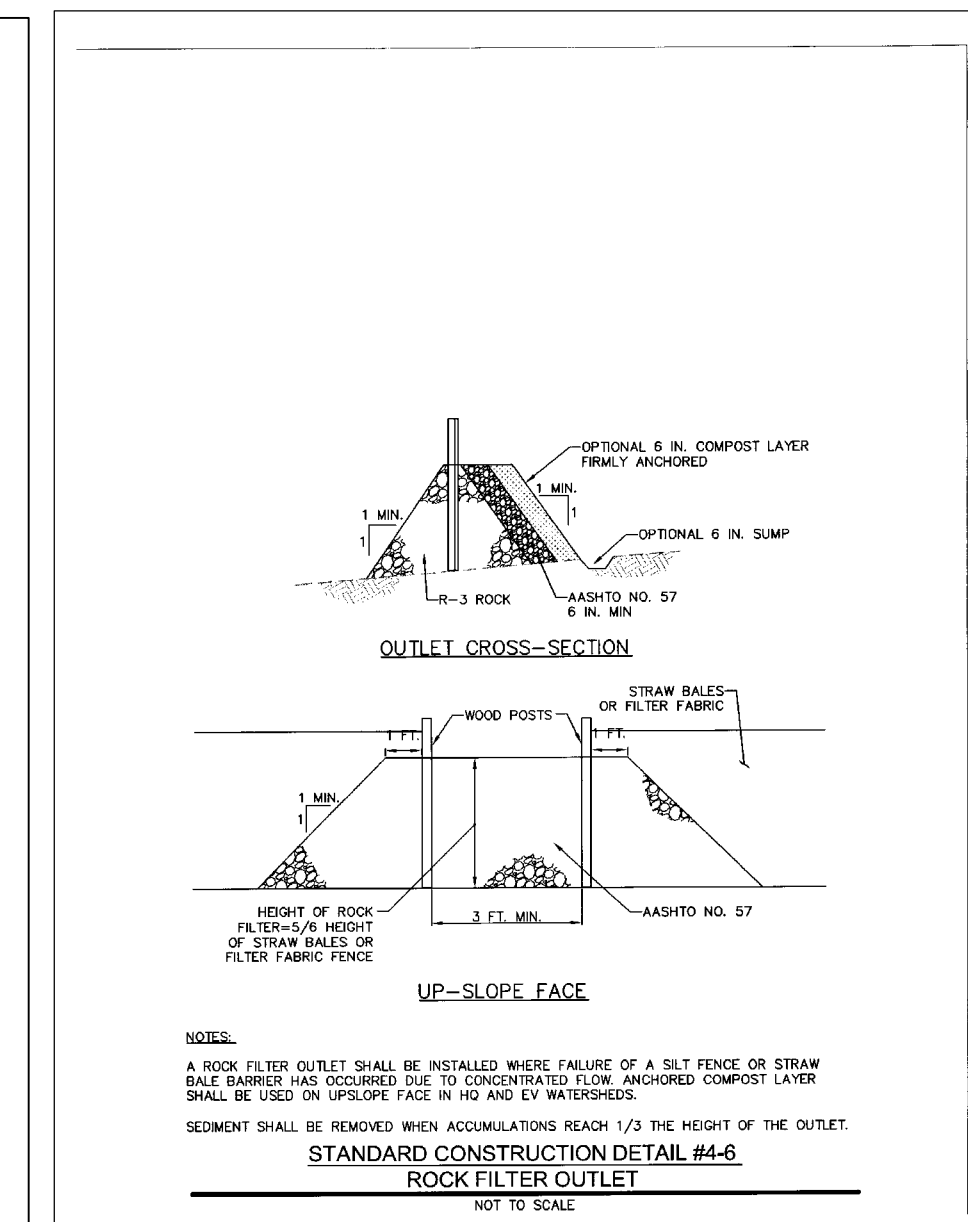 OPTIONAL 6 IN. COMPOST LAYER
FIRMLY ANCHORED
1 MIN.
1
1 MIN.
1
OPTIONAL 6 IN. SUMP
R-3 ROCK
AASHTO NO. 57
6 IN. MIN
OUTLET CROSS-SECTION
STRAW BALES
OR FILTER FABRIC
WOOD POSTS
1 FT.
1 FT.
1 MIN.
1
HEIGHT OF ROCK
FILTER=5/6 HEIGHT
OF STRAW BALES OR
FILTER FABRIC FENCE
3 FT. MIN.
AASHTO NO. 57
UP-SLOPE FACE
NOTES:
A ROCK FILTER OUTLET SHALL BE INSTALLED WHERE FAILURE OF A SILT FENCE OR STRAW
BALE BARRIER HAS OCCURRED DUE TO CONCENTRATED FLOW. ANCHORED COMPOST LAYER
SHALL BE USED ON UPSLOPE FACE IN HQ AND EV WATERSHEDS.
SEDIMENT SHALL BE REMOVED WHEN ACCUMULATIONS REACH 1/3 THE HEIGHT OF THE OUTLET.
STANDARD CONSTRUCTION DETAIL #4-6
ROCK FILTER OUTLET
NOT TO SCALE